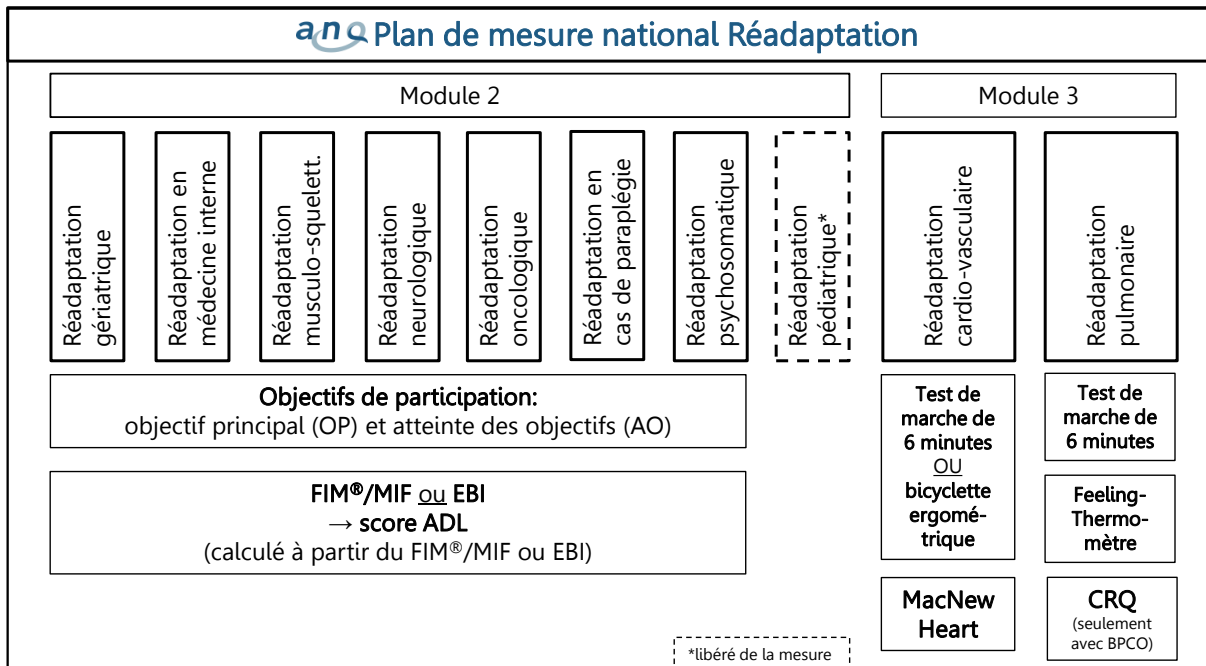 anq Plan de mesure national Réadaptation
Module 2
Module 3
Réadaptation
gériatrique
Réadaptation en
médecine interne
Réadaptation
musculo-squelett.
Réadaptation
neurologique
Réadaptation
oncologique
Réadaptation en
cas de paraplégie
Réadaptation
psychosomatique
Réadaptation
pédiatrique*
Réadaptation
cardio-vasculaire
Réadaptation
pulmonaire
Objectifs de participation:
objectif principal (OP) et atteinte des objectifs (AO)
FIM®/MIF ou EBI
→ score ADL
(calculé à partir du FIM®/MIF ou EBI)
Test de
marche de
6 minutes
OU
bicyclette
ergomé-
trique
MacNew
Heart
Test de
marche de
6 minutes
Feeling-
Thermo-
mètre
CRQ
(seulement
avec BPCO)
*libéré de la mesure